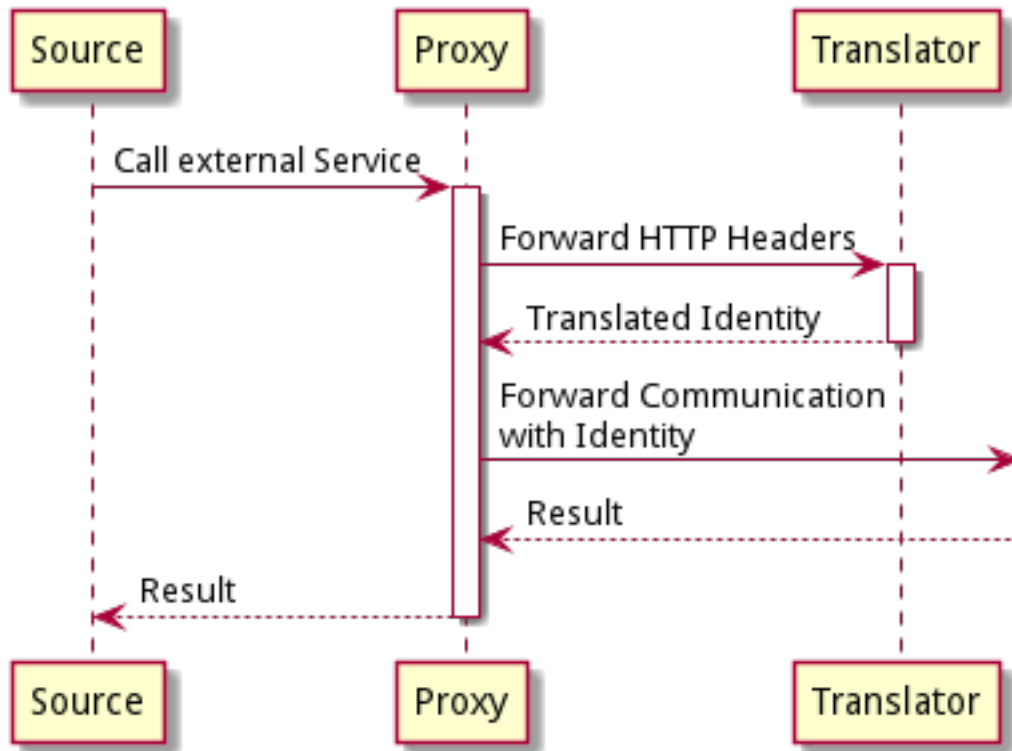 Source
Proxy
Translator
Call external Service
Forward HTTP Headers
Translated Identity
Forward Communication
with Identity
Result
Result
Source
Proxy
Translator